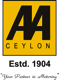 AA
CEYLON
Estd. 1904
"Your Partner in Motoring"